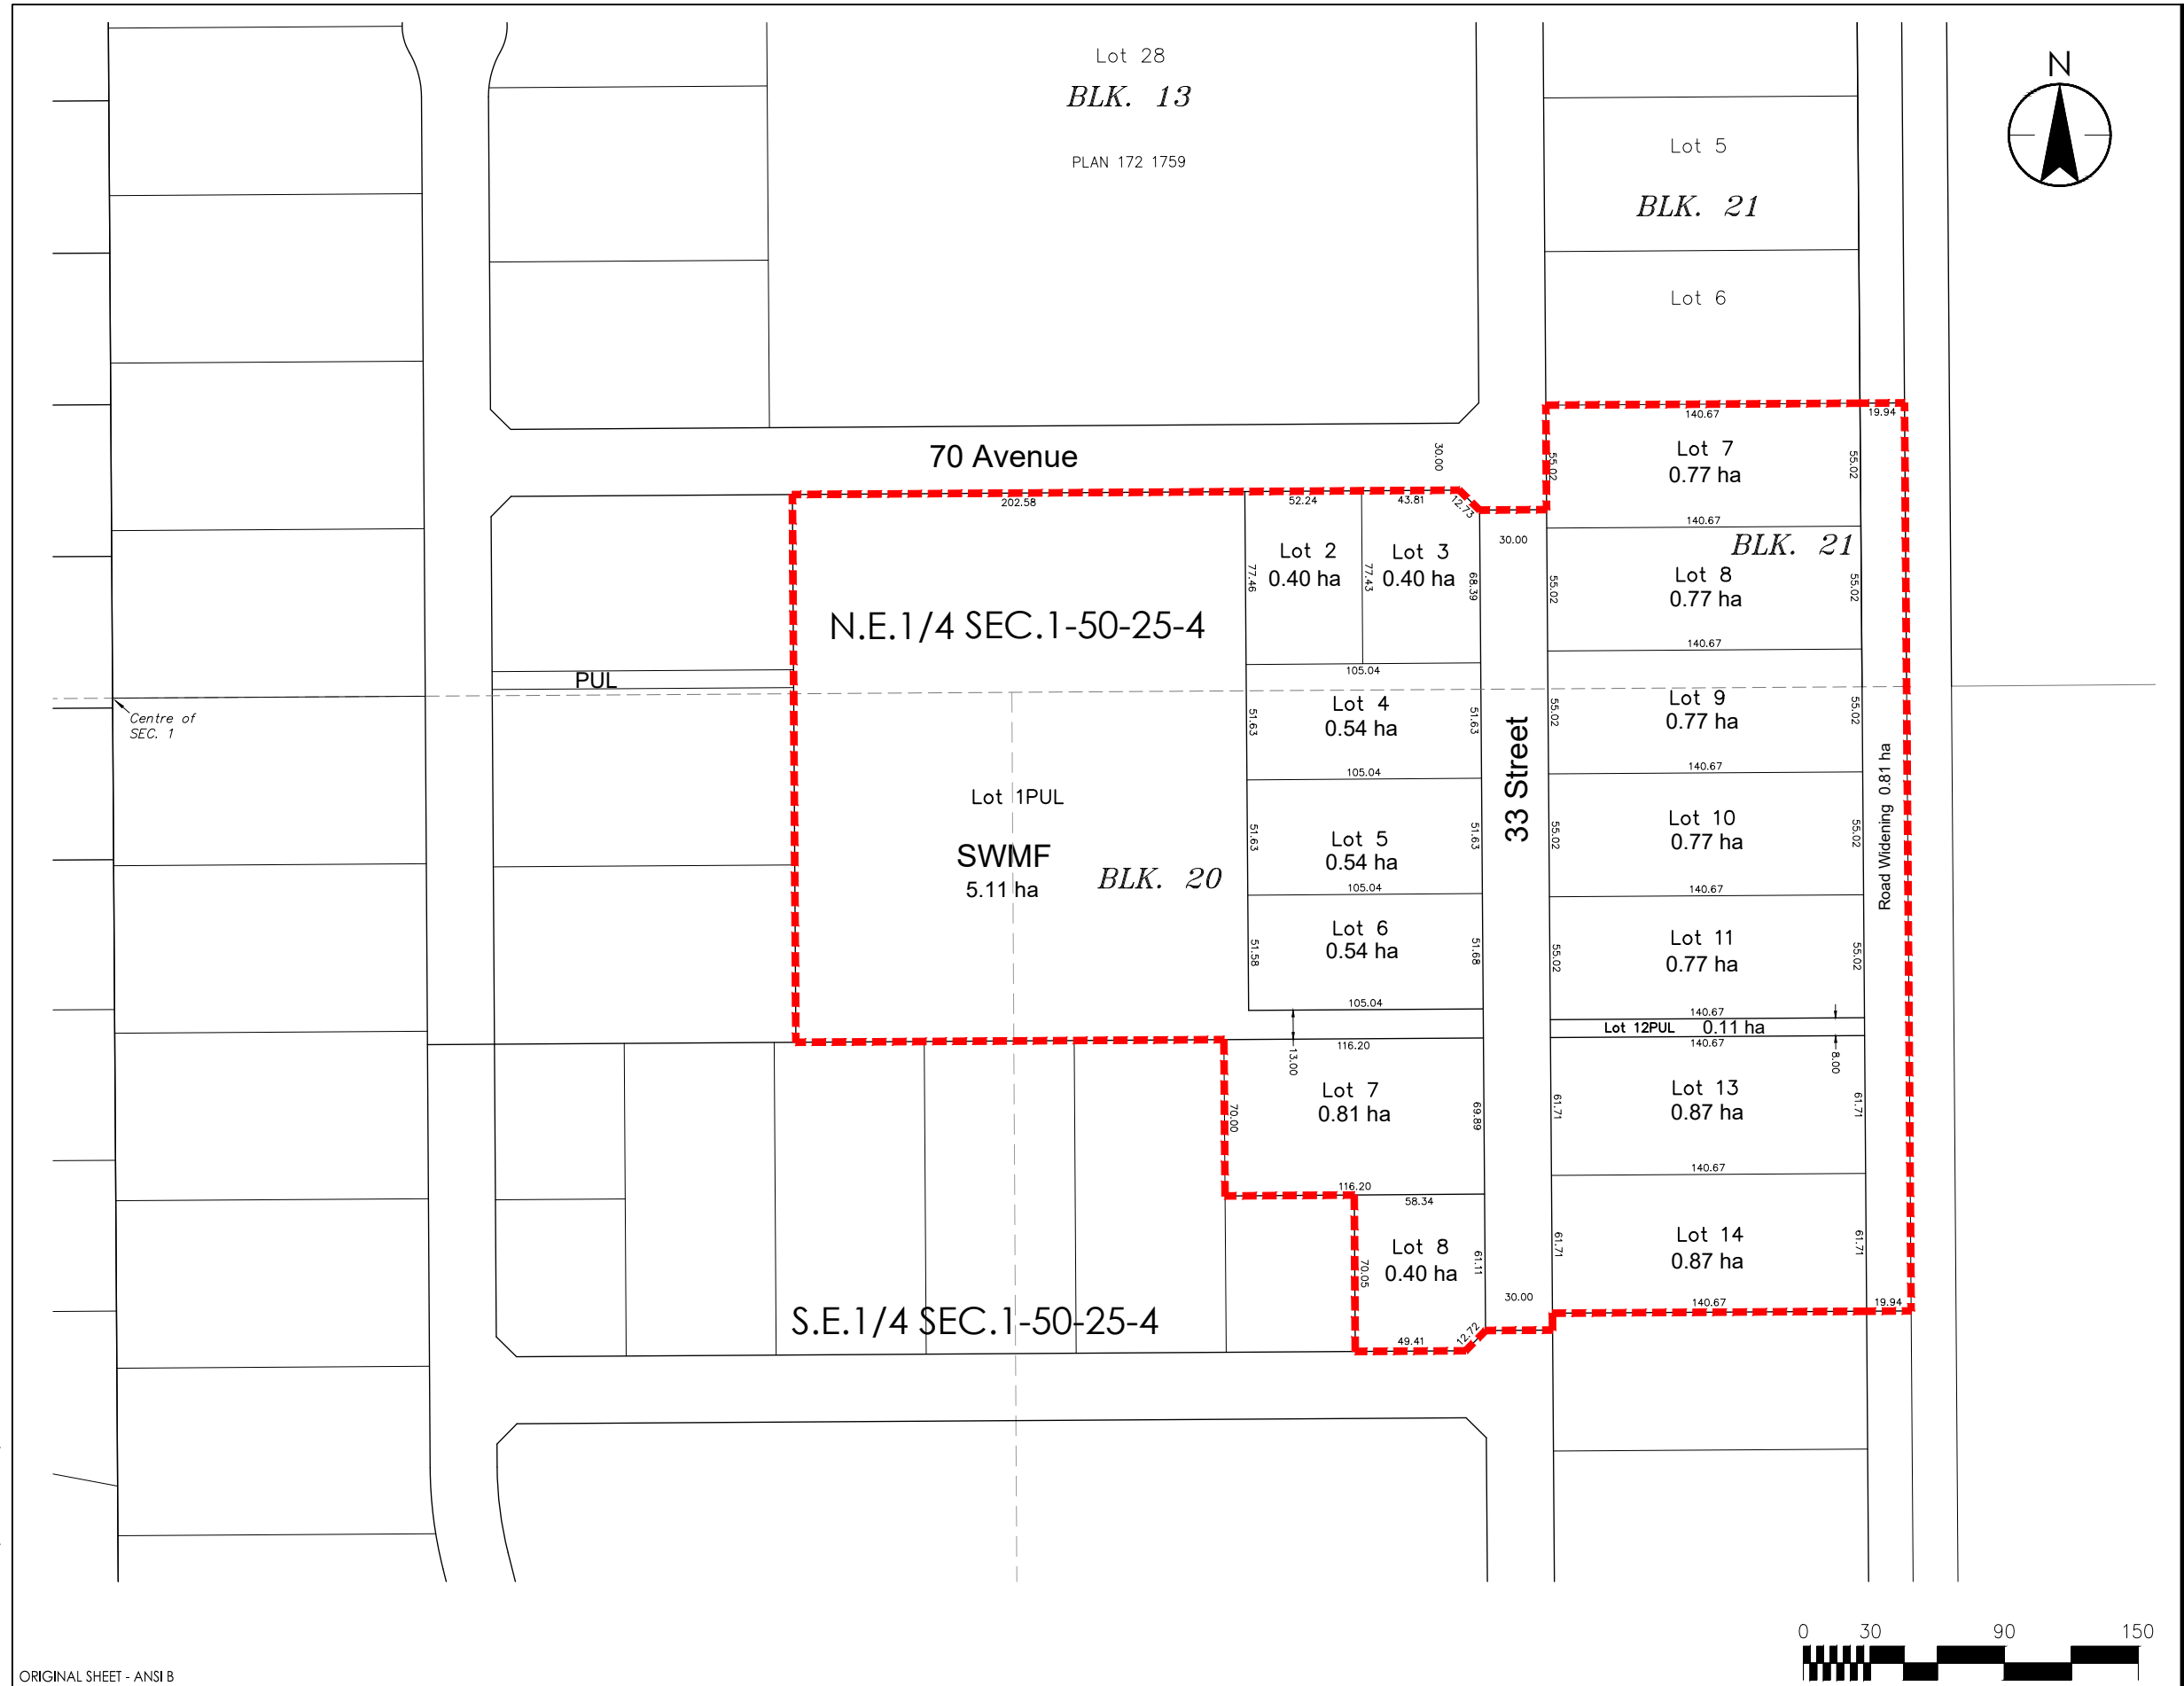 Lot 28
BLK. 13
PLAN 172 1759
N
Lot 5
BLK. 21
Lot 6
70 Avenue
30.00
140.67
19.94
55.02
Lot 7
0.77 ha
55.02
202.58
52.24
43.81
12.73
140.67
30.00
BLK. 21
77.46
Lot 2
0.40 ha
77.43
Lot 3
0.40 ha
68.39
55.02
Lot 8
0.77 ha
55.02
N.E.1/4 SEC.1-50-25-4
140.67
105.04
PUL
Centre of
SEC. 1
51.63
Lot 4
0.54 ha
51.63
33 Street
55.02
Lot 9
0.77 ha
55.02
105.04
140.67
Road Widening 0.81 ha
Lot 1PUL
SWMF
5.11 ha
BLK. 20
51.63
Lot 5
0.54 ha
51.63
55.02
Lot 10
0.77 ha
55.02
105.04
140.67
51.58
Lot 6
0.54 ha
51.68
55.02
Lot 11
0.77 ha
55.02
105.04
140.67
Lot 12PUL 0.11 ha
140.67
8.00
13.00
116.20
70.00
Lot 7
0.81 ha
69.89
61.71
Lot 13
0.87 ha
61.71
116.20
58.34
140.67
70.05
Lot 8
0.40 ha
61.11
61.71
Lot 14
0.87 ha
61.71
S.E.1/4 SEC.1-50-25-4
30.00
140.67
19.94
49.41
12.72
0 30 90 150
ORIGINAL SHEET - ANSI B